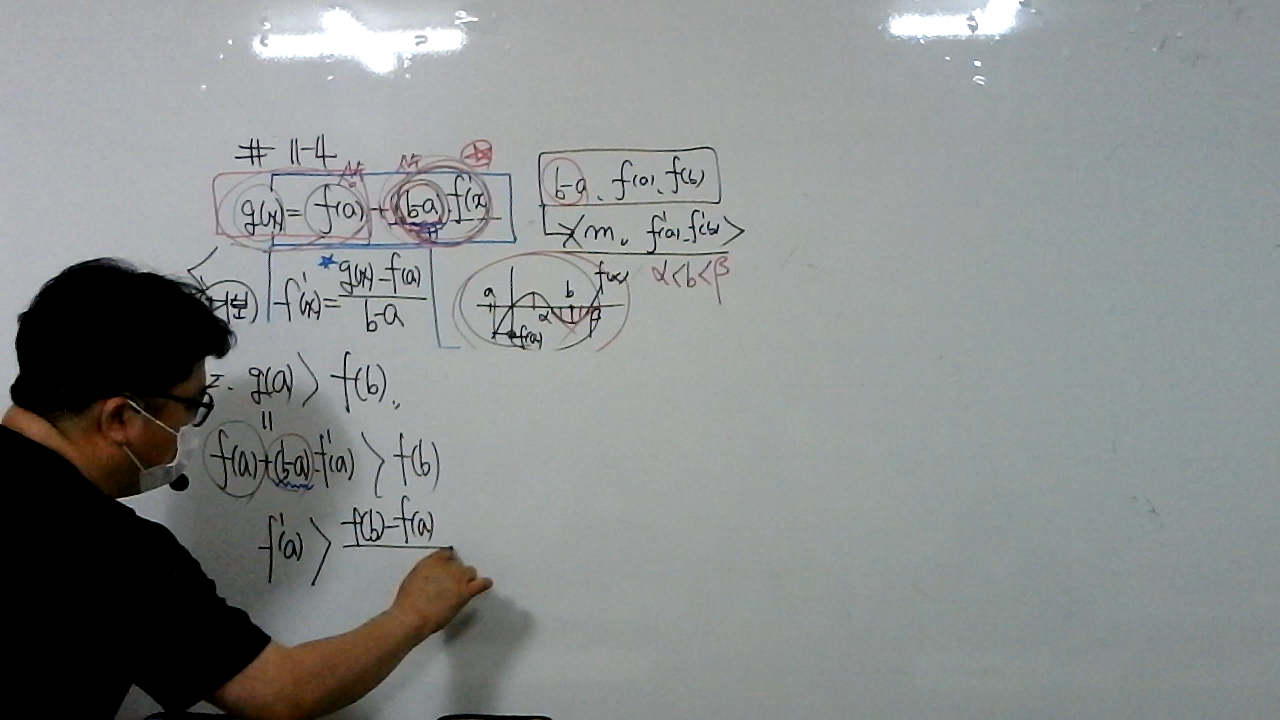 # 11-4
g(x) = f(a) + (b-a) f'(x)
b-a, f(a), f(b)
m, f'(a), f'(b)
α<b<β
f'(x) = g(x) - f(a) / b-a
a b f(x)
α β
f(a)
g(a) > f(b).
=
f(a)+(b-a) f'(a) > f(b)
f'(a) > f(b) - f(a)